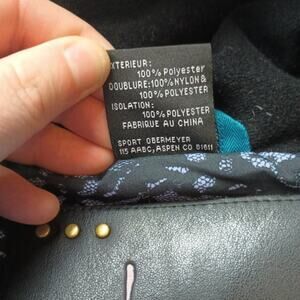 EXTERIEUR:
100% Polyester
DOUBLURE:100%NYLON &
100% POLYESTER
ISOLATION:
100%POLYESTER
FABRIQUE AU CHINA
SPORT OBERMEYER
115 AABC, ASPEN CO 81611